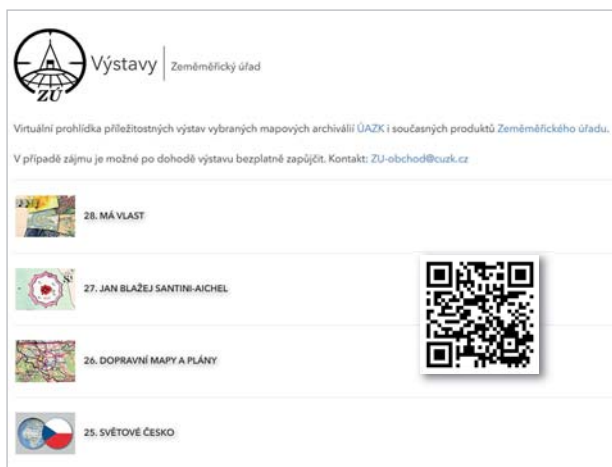 ZÚ
Výstavy
Zeměměřický úřad
Virtuální prohlídka příležitostných výstav vybraných mapových archiválií ÚAZK i současných produktů Zeměměřického úřadu.
V případě zájmu je možné po dohodě výstavu bezplatně zapůjčit. Kontakt: ZU-obchod@cuzk.cz
28. MÁ VLAST
27. JAN BLAŽEJ SANTINI-AICHEL
26. DOPRAVNÍ MAPY A PLÁNY
25. SVĚTOVÉ ČESKO